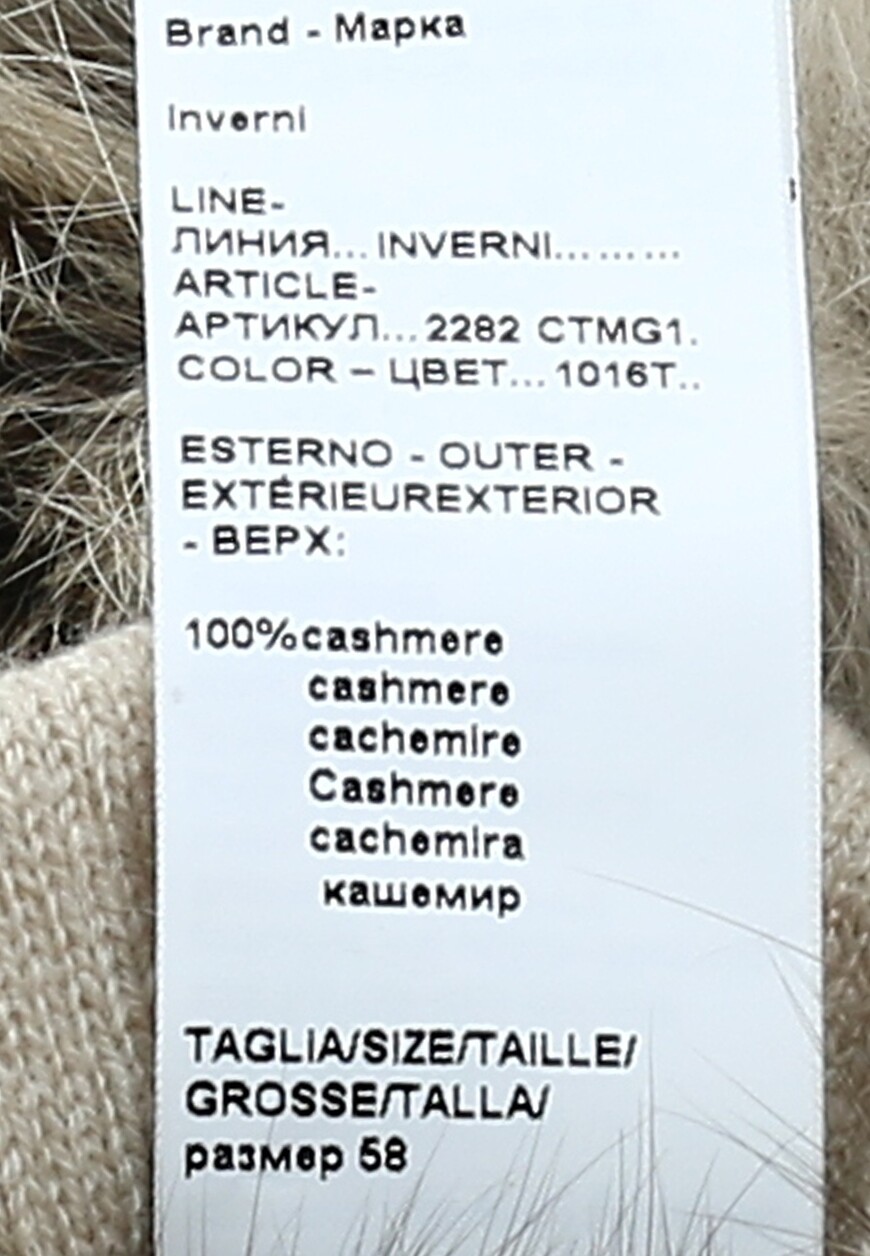 Brand - Марка
Inverni
LINE-
ЛИНИЯ... INVERNI.........
ARTICLE-
АРТИКУЛ...2282 CTMG1.
COLOR – ЦВЕТ...1016T..
ESTERNO - OUTER -
EXTÉRIEUREXTERIOR
- ВЕРХ:
100%cashmere
cashmere
cachemire
Cashmere
cachemira
кашемир
TAGLIA/SIZE/TAILLE/
GROSSE/TALLA/
размер 58